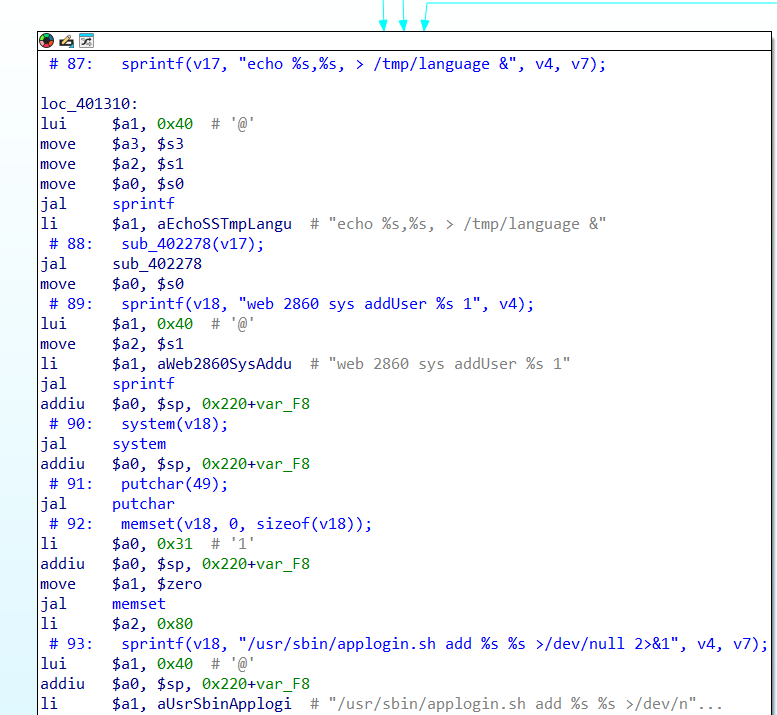 # 87:   sprintf(v17, "echo %s,%s, > /tmp/language &", v4, v7);
loc_401310:
lui     $a1, 0x40  # '@'
move    $a3, $s3
move    $a2, $s1
move    $a0, $s0
jal     sprintf
li      $a1, aEchoSSTmpLangu  # "echo %s,%s, > /tmp/language &"
# 88:   sub_402278(v17);
jal     sub_402278
move    $a0, $s0
# 89:   sprintf(v18, "web 2860 sys addUser %s 1", v4);
lui     $a1, 0x40  # '@'
move    $a2, $s1
li      $a1, aWeb2860SysAddu  # "web 2860 sys addUser %s 1"
jal     sprintf
addiu   $a0, $sp, 0x220+var_F8
# 90:   system(v18);
jal     system
addiu   $a0, $sp, 0x220+var_F8
# 91:   putchar(49);
jal     putchar
# 92:   memset(v18, 0, sizeof(v18));
li      $a0, 0x31  # '1'
addiu   $a0, $sp, 0x220+var_F8
move    $a1, $zero
jal     memset
li      $a2, 0x80
# 93:   sprintf(v18, "/usr/sbin/applogin.sh add %s %s >/dev/null 2>&1", v4, v7);
lui     $a1, 0x40  # '@'
addiu   $a0, $sp, 0x220+var_F8
li      $a1, aUsrSbinApplogi  # "/usr/sbin/applogin.sh add %s %s >/dev/n"...